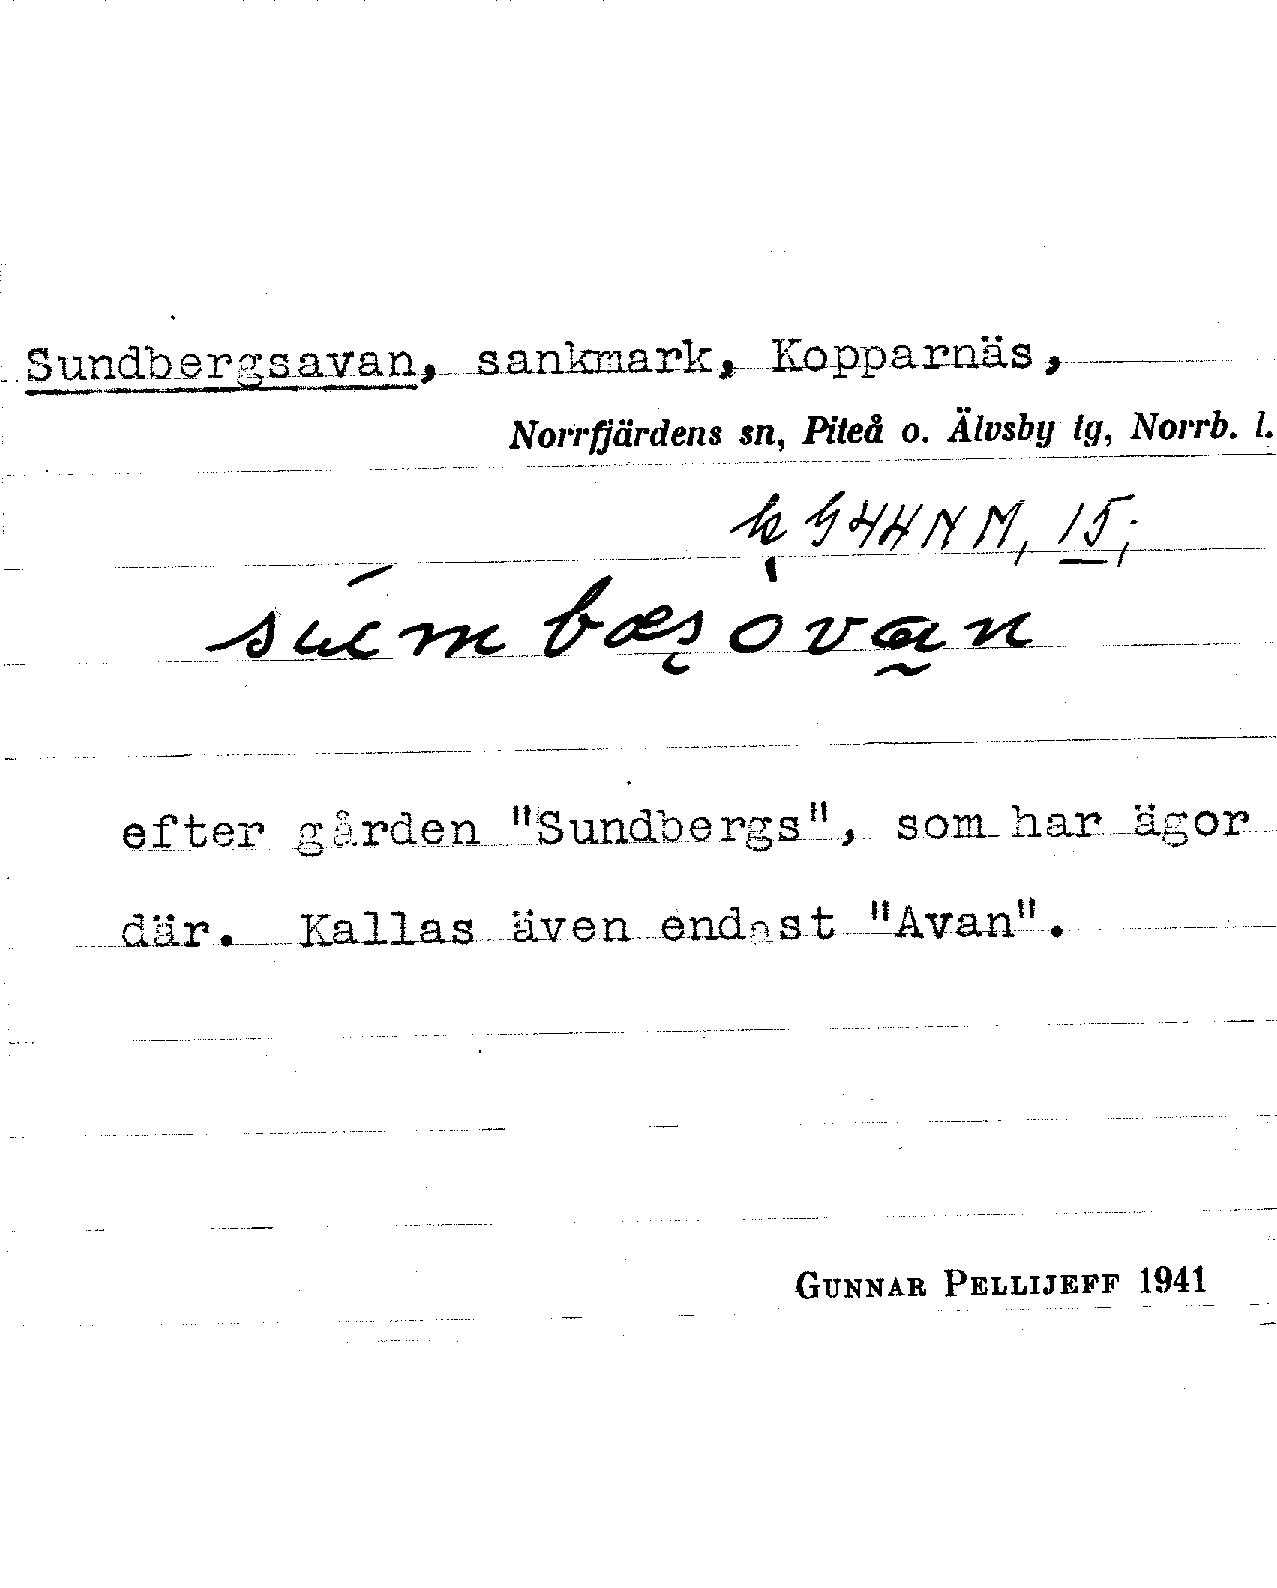 Sundbergsavan, sankmark, Kopparnäs,
Norrfjärdens sn, Piteå o. Älvsby tg, Norrb. l.
15;
efter gården "Sundbergs", som har ägor
där. Kallas även endast "Avan".
GUNNAR PELLIJEFF 1941